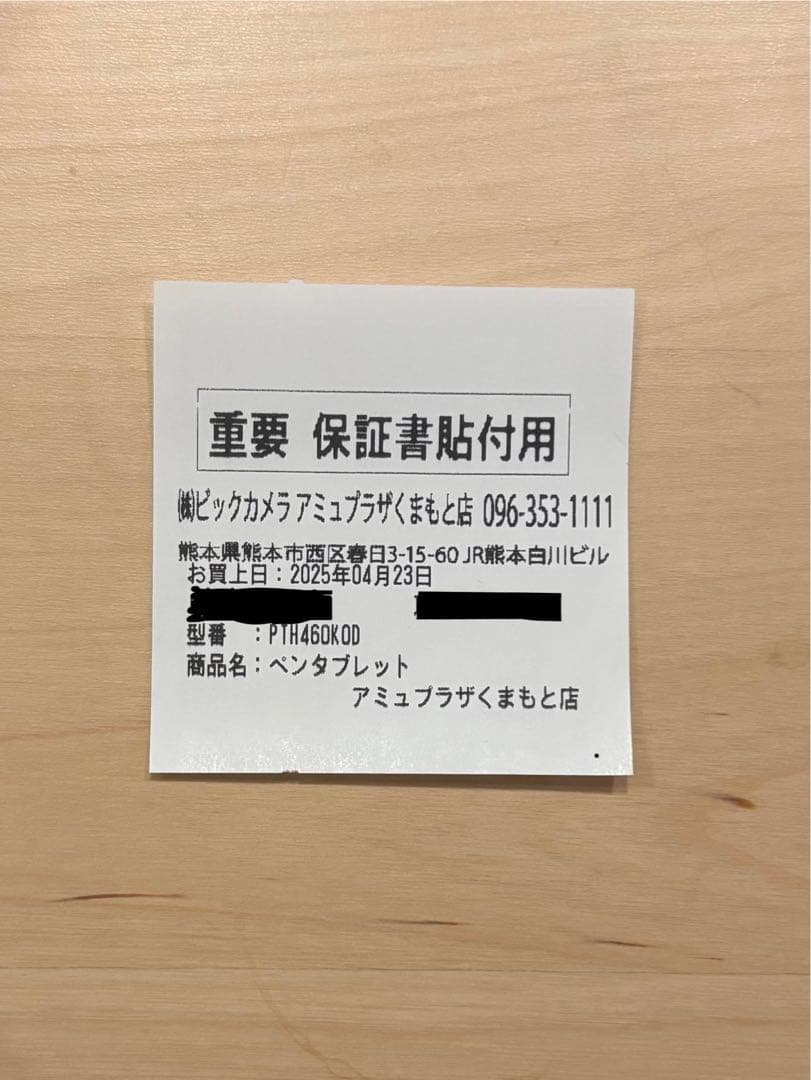 重要 保証書貼付用
㈱ビックカメラ アミュプラザくまもと店 096-353-1111
熊本県熊本市西区春日3-15-60 JR熊本白川ビル
お買上日:2025年04月23日
型番 :PTH460K0D
商品名:ペンタブレット
アミュプラザくまもと店